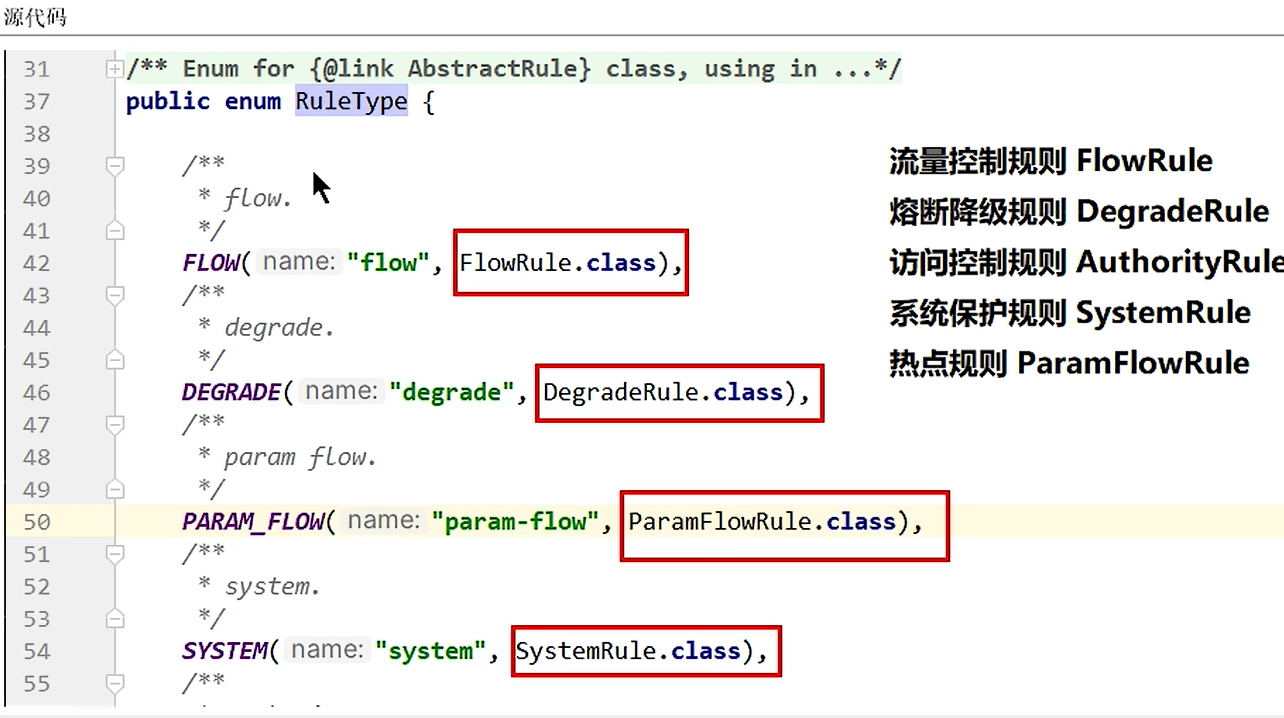 源代码
31 /** Enum for {@link AbstractRule} class, using in ...*/
37 public enum RuleType {
38
39 /**
40 * flow.
41 */
42 FLOW( name: "flow", FlowRule.class),
43 /**
44 * degrade.
45 */
46 DEGRADE( name: "degrade", DegradeRule.class),
47 /**
48 * param flow.
49 */
50 PARAM_FLOW( name: "param-flow", ParamFlowRule.class),
51 /**
52 * system.
53 */
54 SYSTEM( name: "system", SystemRule.class),
55 /**
流量控制规则 FlowRule
熔断降级规则 DegradeRule
访问控制规则 AuthorityRule
系统保护规则 SystemRule
热点规则 ParamFlowRule